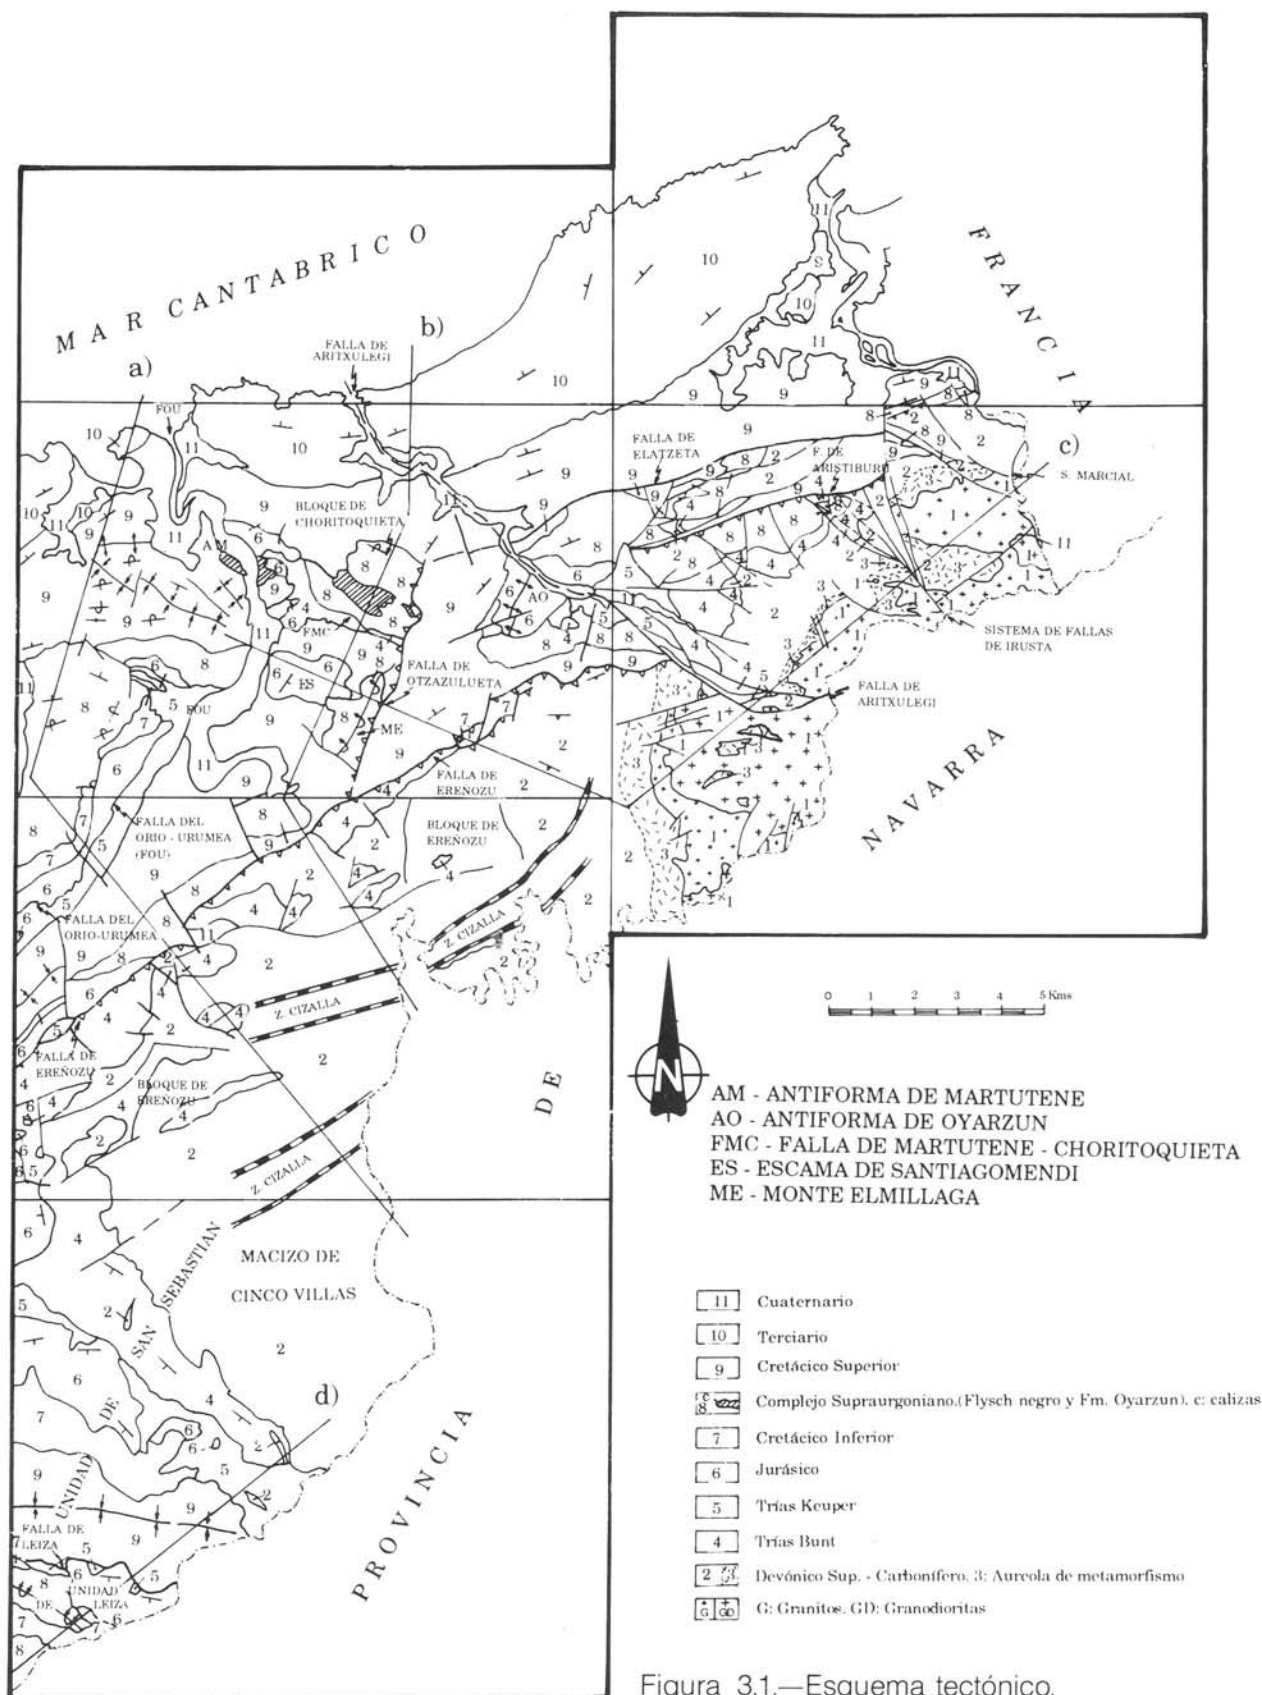 MAR CANTABRICO
FRANCIA
a)
b)
c)
d)
FALLA DE
ARITXULEGI
FOU
BLOQUE DE
CHORITOQUIETA
AM
FMC
ES
ME
AO
FOU
FALLA DE
ELATZETA
F. DE
ARISTIBURU
S. MARCIAL
SISTEMA DE FALLAS
DE IRUSTA
FALLA DE
OTZAZULUETA
FALLA DE
ARITXULEGI
FALLA DE
EREÑOZU
BLOQUE DE
EREÑOZU
FALLA DEL
ORIO - URUMEA
(FOU)
FALLA DEL
ORIO-URUMEA
Z. CIZALLA
Z. CIZALLA
Z. CIZALLA
FALLA DE
EREÑOZU
BLOQUE DE
EREÑOZU
PROVINCIA
DE
NAVARRA
MACIZO DE
CINCO VILLAS
UNIDAD DE SAN SEBASTIAN
FALLA DE
LEIZA
UNIDAD
DE LEIZA
0 1 2 3 4 5 Kms
N
AM - ANTIFORMA DE MARTUTENE
AO - ANTIFORMA DE OYARZUN
FMC - FALLA DE MARTUTENE - CHORITOQUIETA
ES - ESCAMA DE SANTIAGOMENDI
ME - MONTE ELMILLAGA
11 Cuaternario
10 Terciario
9 Cretácico Superior
c 8 Complejo Supraurgoniano.(Flysch negro y Fm. Oyarzun). c: calizas
7 Cretácico Inferior
6 Jurásico
5 Trías Keuper
4 Trías Bunt
2 3 Devónico Sup. - Carbonífero. 3: Aureola de metamorfismo
G GD G: Granitos. GD: Granodioritas
Figura 3.1.—Esquema tectónico.